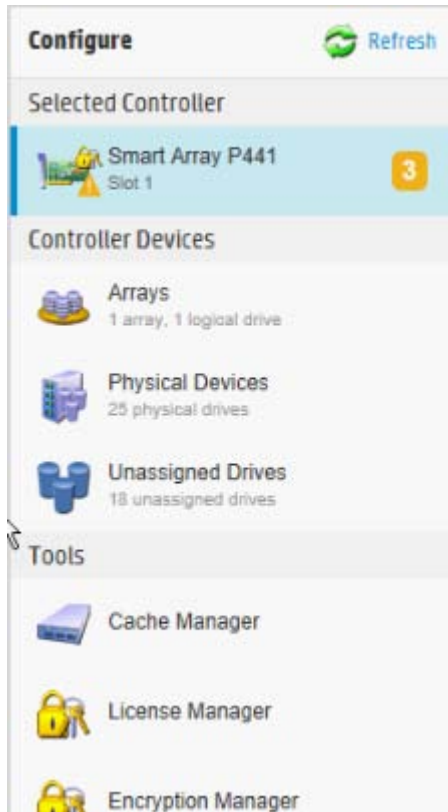 Configure Refresh
Selected Controller
Smart Array P441
Slot 1
3
Controller Devices
Arrays
1 array, 1 logical drive
Physical Devices
25 physical drives
Unassigned Drives
18 unassigned drives
Tools
Cache Manager
License Manager
Encryption Manager